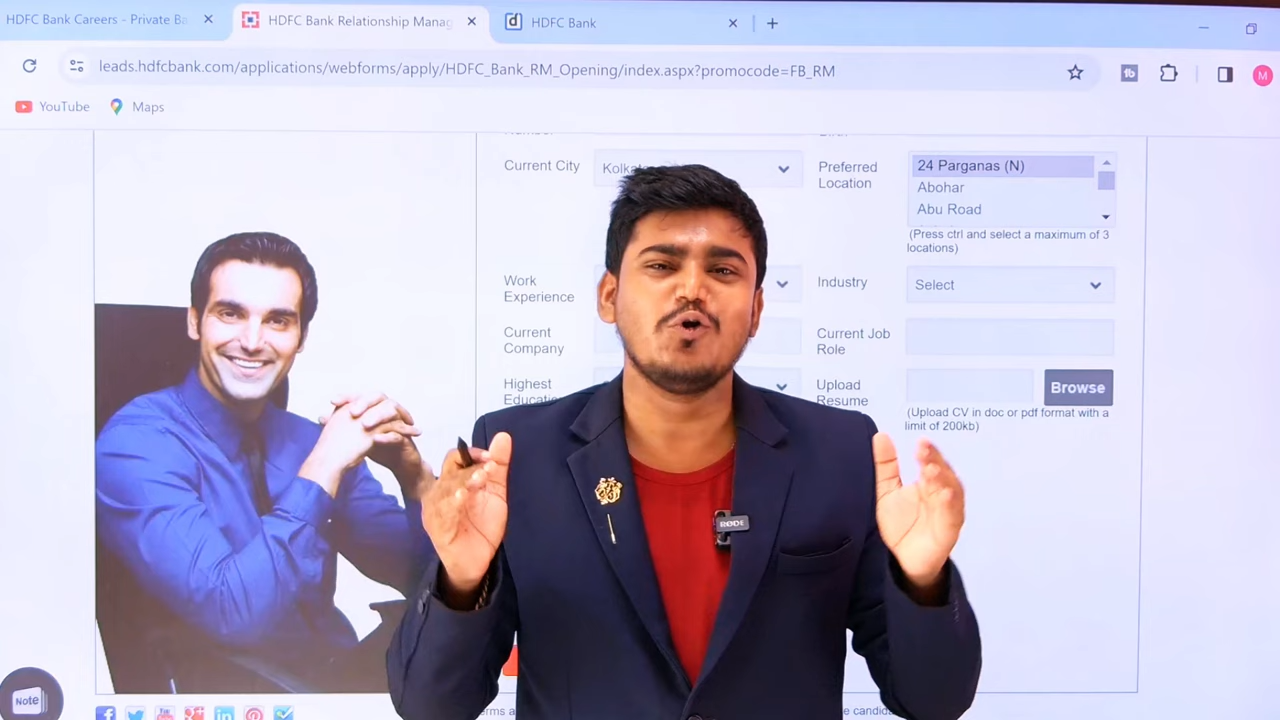 HDFC Bank Careers - Private Ba
HDFC Bank Relationship Manag
HDFC Bank
leads.hdfcbank.com/applications/webforms/apply/HDFC_Bank_RM_Opening/index.aspx?promocode=FB_RM
M
YouTube
Maps
Current City
Kolkata
Preferred
Location
24 Parganas (N)
Abohar
Abu Road
(Press ctrl and select a maximum of 3
locations)
Work
Experience
Industry
Select
Current
Company
Current Job
Role
Highest
Education
Upload
Resume
Browse
(Upload CV in doc or pdf format with a
limit of 200kb)
RØDE
Note